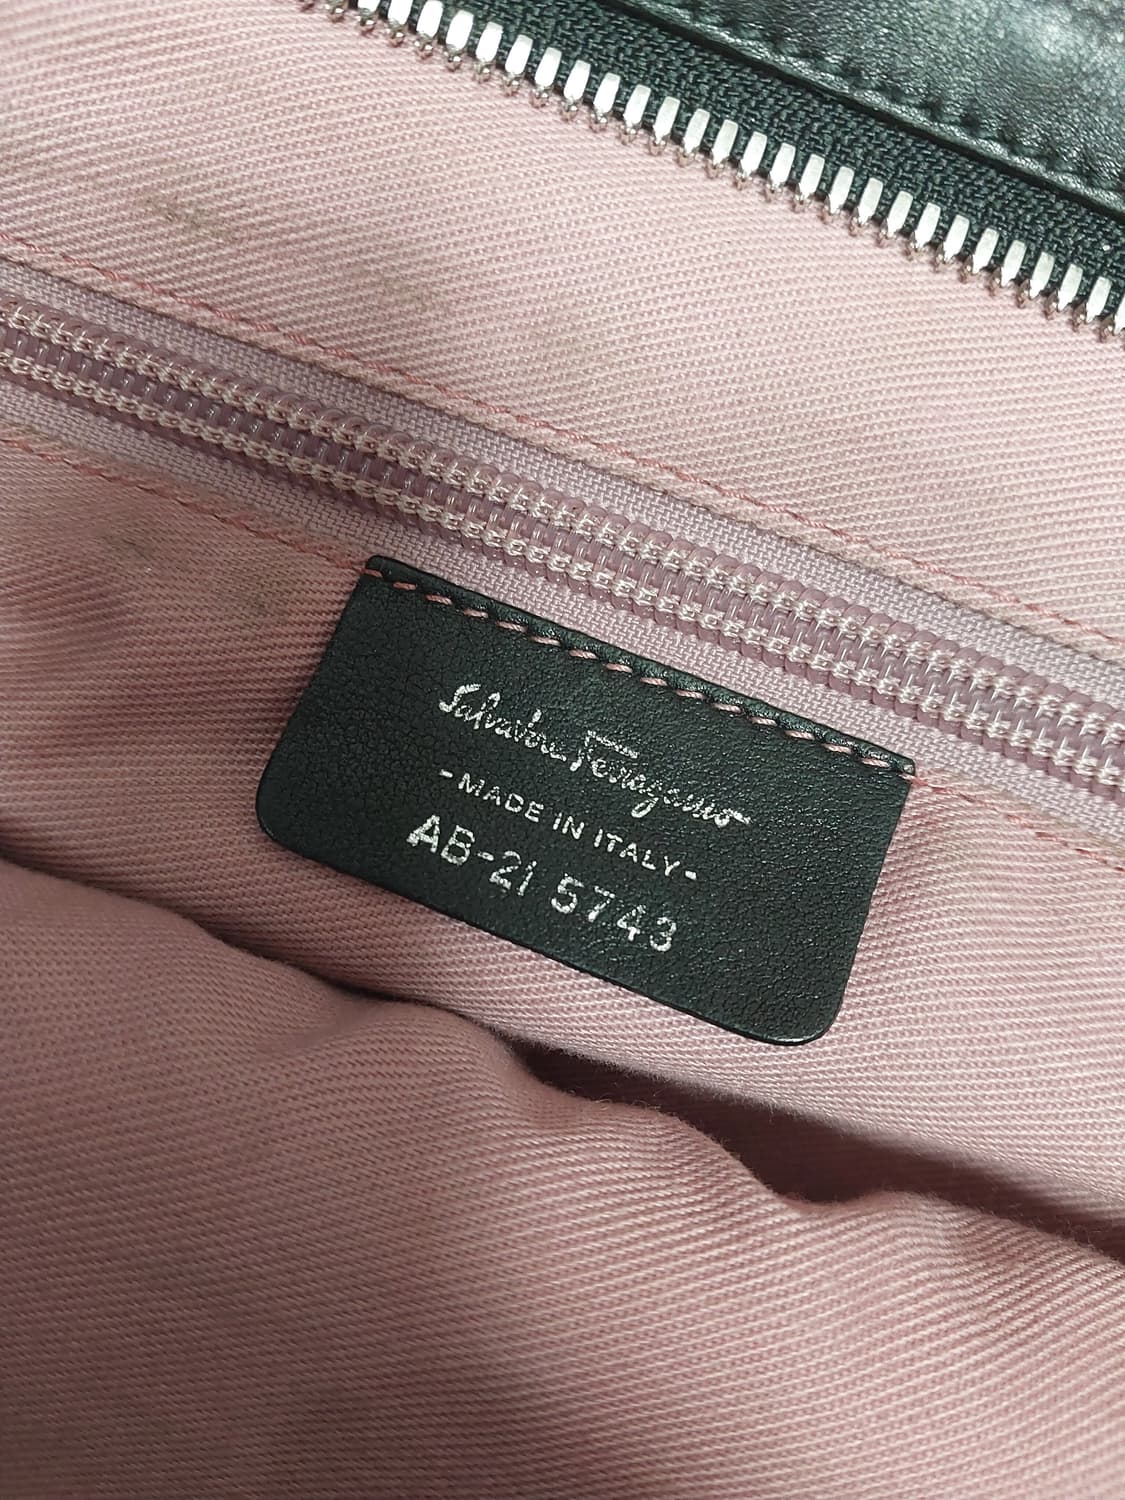 Salvatore Ferragamo
-MADE IN ITALY-
AB-21 5743